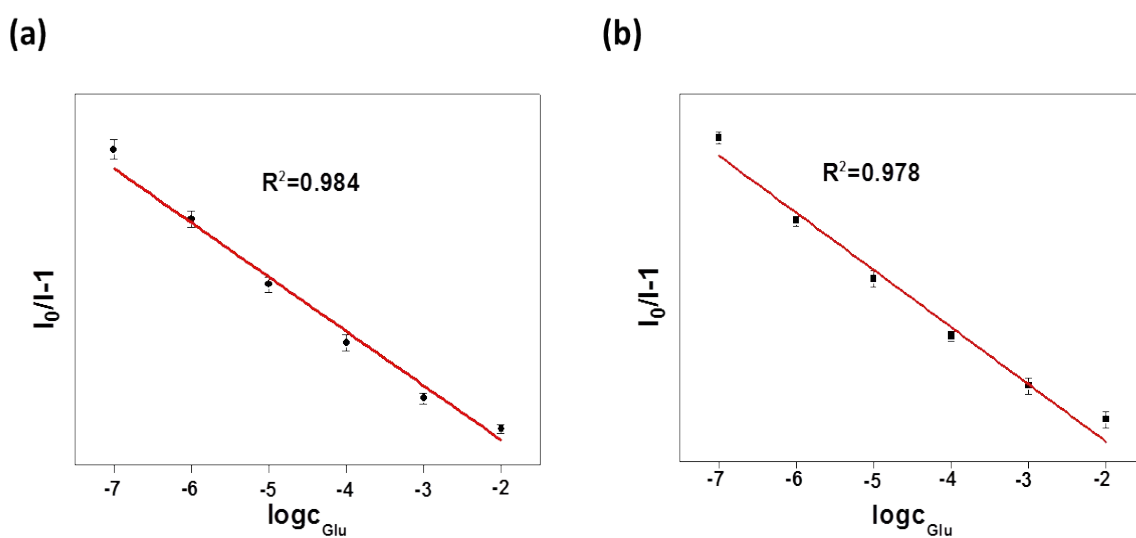 (a)
R²=0.984
I₀/I-1
-7 -6 -5 -4 -3 -2
logc_Glu
(b)
R²=0.978
I₀/I-1
-7 -6 -5 -4 -3 -2
logc_Glu